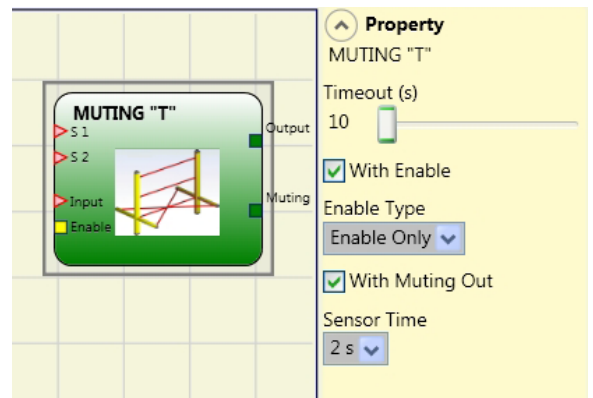 MUTING "T"
S 1
S 2
Input
Enable
Output
Muting
Property
MUTING "T"
Timeout (s)
10
With Enable
Enable Type
Enable Only
With Muting Out
Sensor Time
2 s